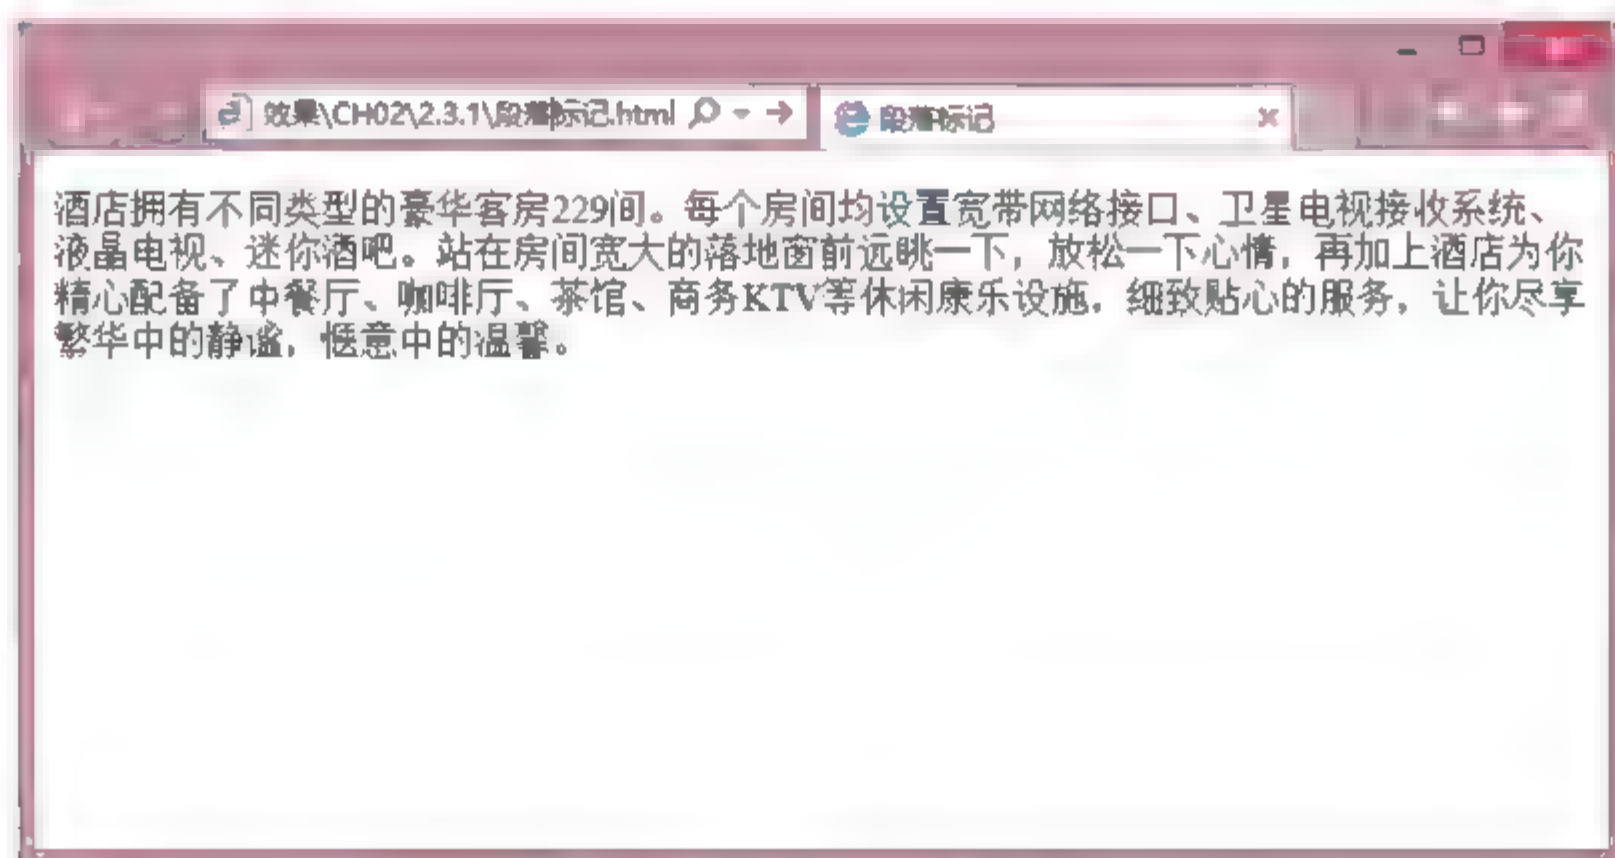 效果\CH02\2.3.1\段落标记.html
段落标记
酒店拥有不同类型的豪华客房229间。每个房间均设置宽带网络接口、卫星电视接收系统、
液晶电视、迷你酒吧。站在房间宽大的落地窗前远眺一下，放松一下心情，再加上酒店为你
精心配备了中餐厅、咖啡厅、茶馆、商务KTV等休闲康乐设施，细致贴心的服务，让你尽享
繁华中的静谧，惬意中的温馨。